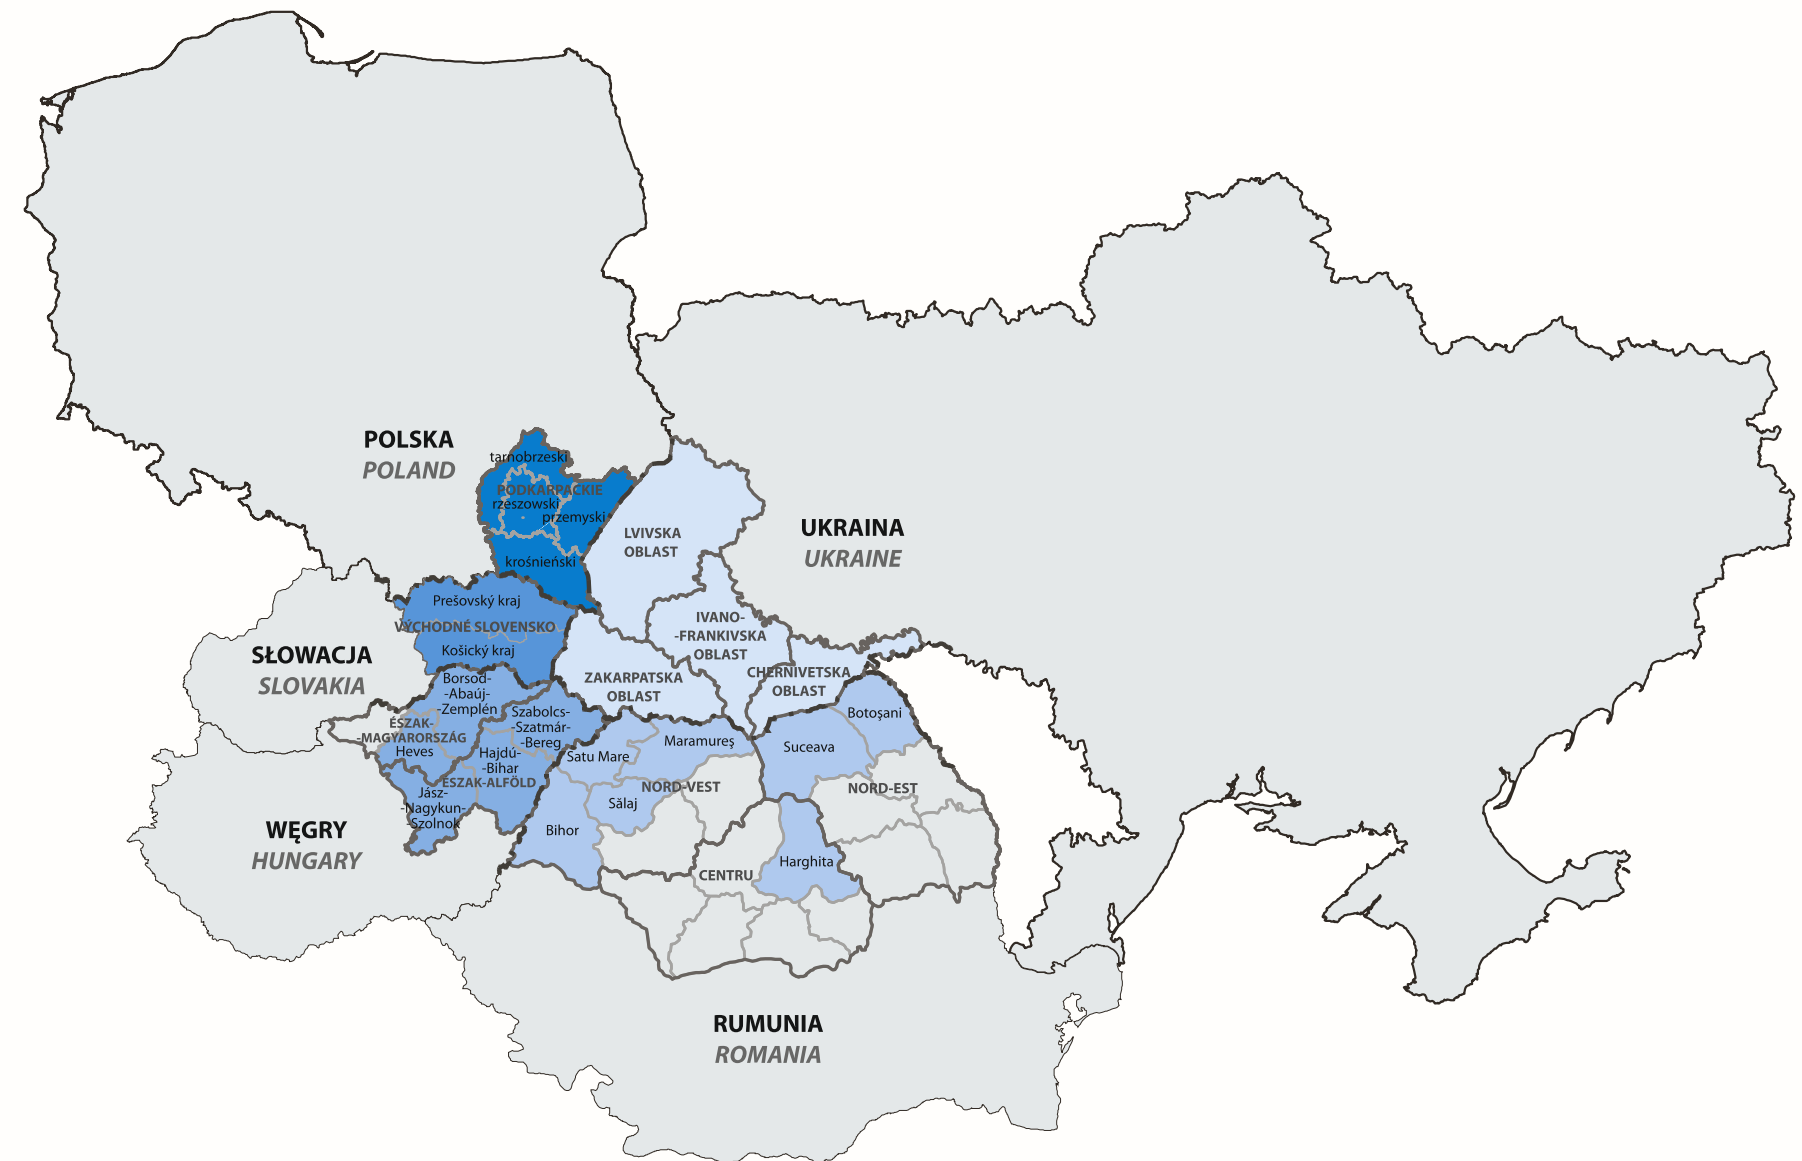 POLSKA
POLAND
tarnobrzeski
PODKARPACKIE
rzeszowski
przemyski
krośnieński
LVIVSKA
OBLAST
UKRAINA
UKRAINE
Prešovský kraj
VÝCHODNÉ SLOVENSKO
Košický kraj
IVANO-
-FRANKIVSKA
OBLAST
SŁOWACJA
SLOVAKIA
ZAKARPATSKA
OBLAST
CHERNIVETSKA
OBLAST
Borsod-
-Abaúj-
-Zemplén
ÉSZAK-
-MAGYARORSZÁG
Heves
Szabolcs-
-Szatmár-
-Bereg
Hajdú-
-Bihar
ÉSZAK-ALFÖLD
Jász-
-Nagykun-
-Szolnok
Satu Mare
Maramureş
Suceava
Botoşani
NORD-VEST
NORD-EST
Sălaj
Bihor
WĘGRY
HUNGARY
CENTRU
Harghita
RUMUNIA
ROMANIA